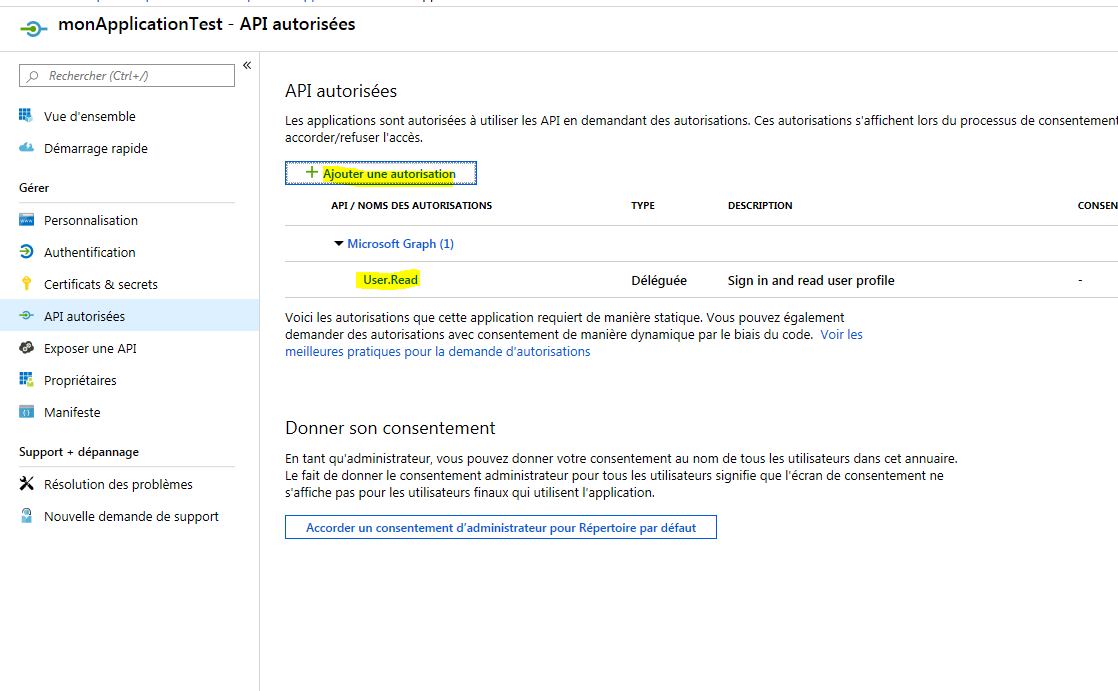 monApplicationTest - API autorisées
Rechercher (Ctrl+/)
«
Vue d'ensemble
Démarrage rapide
Gérer
Personnalisation
Authentification
Certificats & secrets
API autorisées
Exposer une API
Propriétaires
Manifeste
Support + dépannage
Résolution des problèmes
Nouvelle demande de support
API autorisées
Les applications sont autorisées à utiliser les API en demandant des autorisations. Ces autorisations s'affichent lors du processus de consentement
accorder/refuser l'accès.
+ Ajouter une autorisation
API / NOMS DES AUTORISATIONS TYPE DESCRIPTION CONSEN
Microsoft Graph (1)
User.Read Déléguée Sign in and read user profile -
Voici les autorisations que cette application requiert de manière statique. Vous pouvez également
demander des autorisations avec consentement de manière dynamique par le biais du code. Voir les
meilleures pratiques pour la demande d'autorisations
Donner son consentement
En tant qu'administrateur, vous pouvez donner votre consentement au nom de tous les utilisateurs dans cet annuaire.
Le fait de donner le consentement administrateur pour tous les utilisateurs signifie que l'écran de consentement ne
s'affiche pas pour les utilisateurs finaux qui utilisent l'application.
Accorder un consentement d'administrateur pour Répertoire par défaut